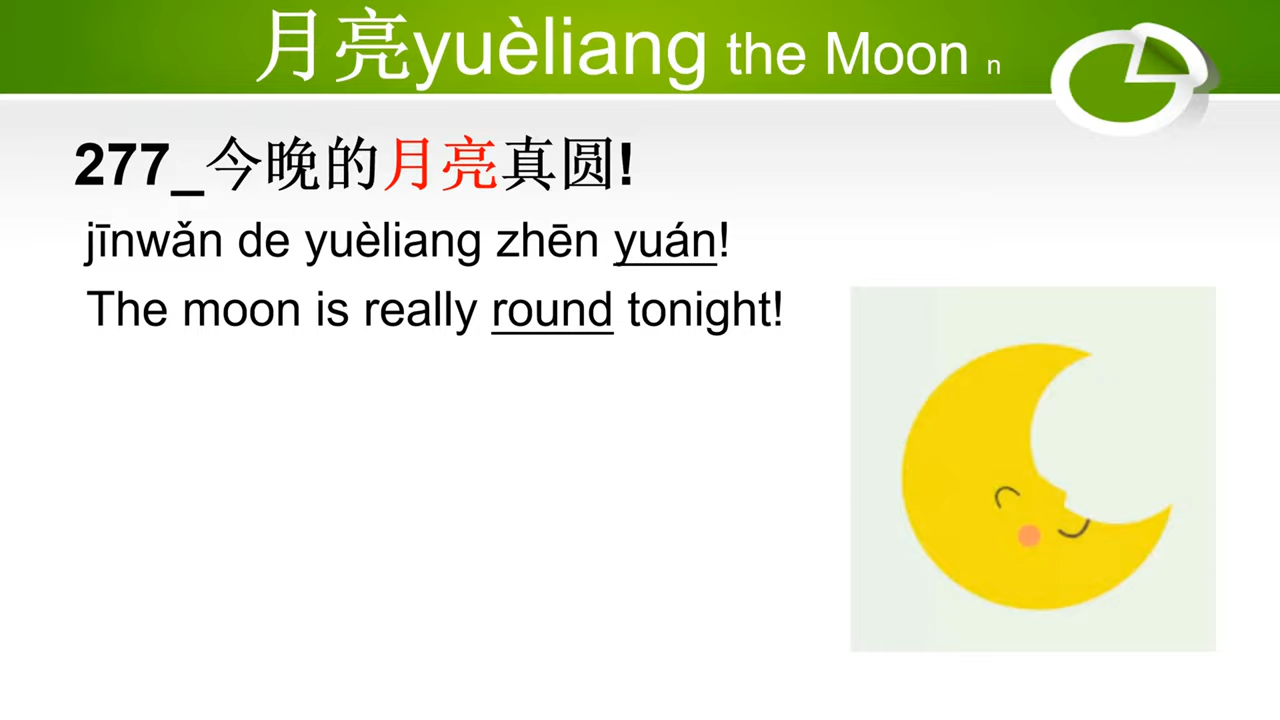 月亮yuèliang the Moon n
277_今晚的月亮真圆!
jīnwǎn de yuèliang zhēn yuán!
The moon is really round tonight!